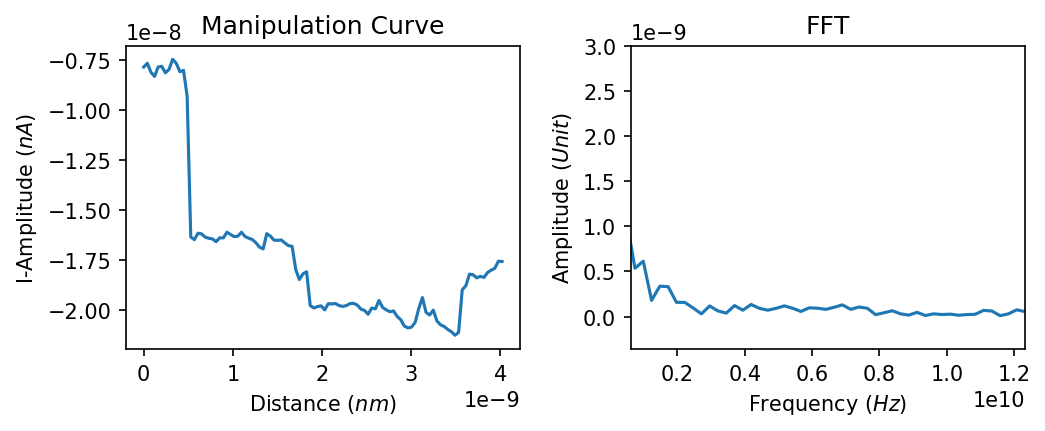 Manipulation Curve
1e−8
−0.75
−1.00
−1.25
−1.50
−1.75
−2.00
I-Amplitude (nA)
0 1 2 3 4
1e−9
Distance (nm)
FFT
1e−9
3.0
2.5
2.0
1.5
1.0
0.5
0.0
Amplitude (Unit)
0.2 0.4 0.6 0.8 1.0 1.2
1e10
Frequency (Hz)